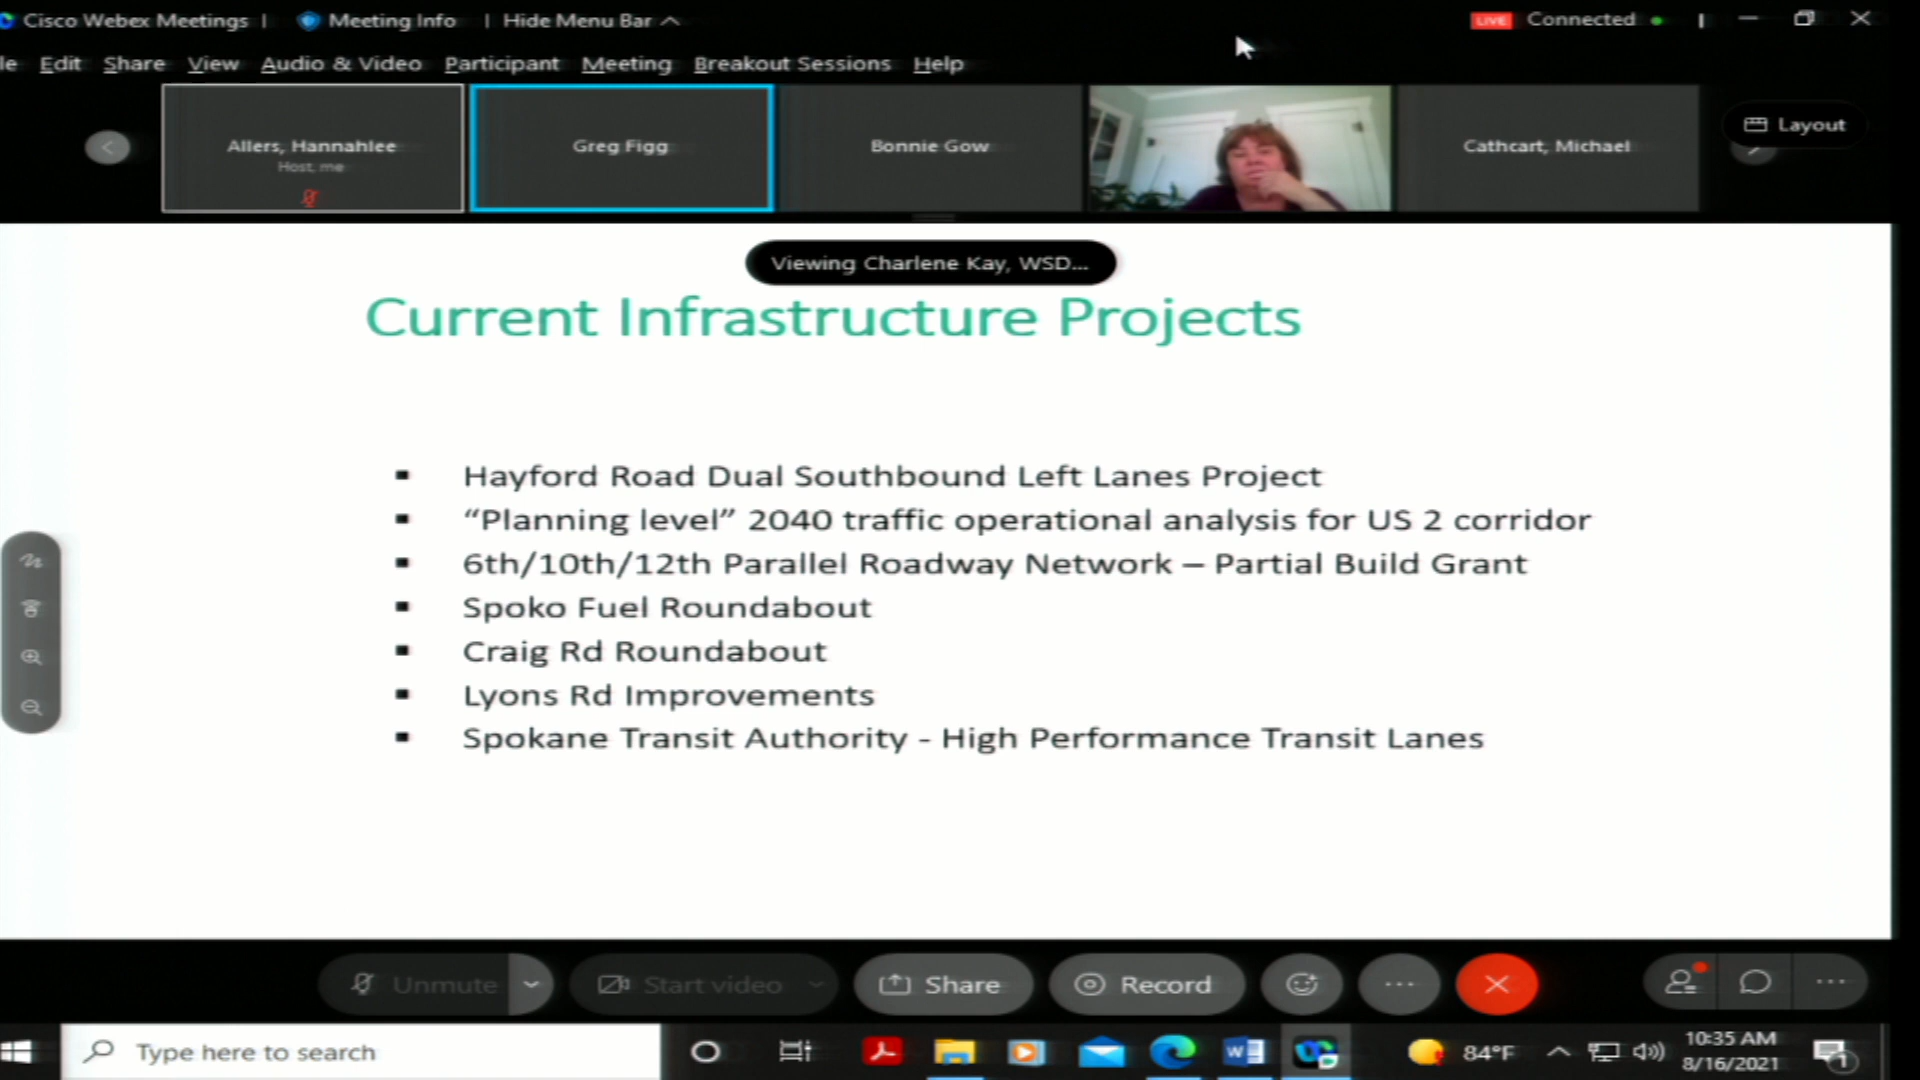 Cisco Webex Meetings | Meeting Info | Hide Menu Bar
LIVE Connected
le Edit Share View Audio & Video Participant Meeting Breakout Sessions Help
Allers, Hannahlee
Host, me
Greg Figg
Bonnie Gow
Cathcart, Michael
Layout
Viewing Charlene Kay, WSD...
Current Infrastructure Projects
▪ Hayford Road Dual Southbound Left Lanes Project
▪ “Planning level” 2040 traffic operational analysis for US 2 corridor
▪ 6th/10th/12th Parallel Roadway Network – Partial Build Grant
▪ Spoko Fuel Roundabout
▪ Craig Rd Roundabout
▪ Lyons Rd Improvements
▪ Spokane Transit Authority - High Performance Transit Lanes
Unmute
Start video
Share
Record
Type here to search
84°F
10:35 AM
8/16/2021
1